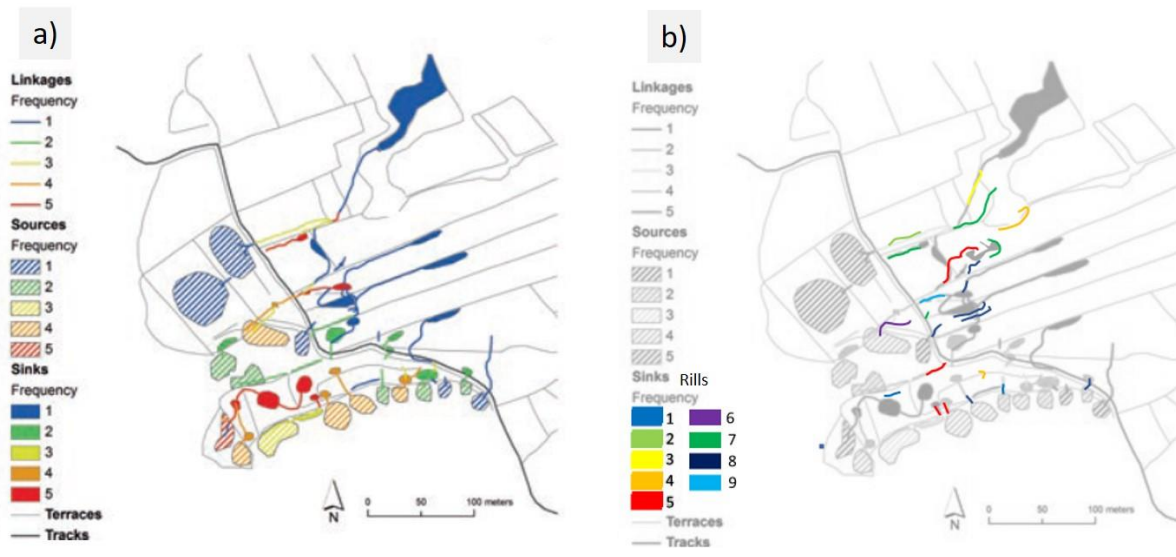 a)
Linkages
Frequency
1
2
3
4
5
Sources
Frequency
1
2
3
4
5
Sinks
Frequency
1
2
3
4
5
Terraces
Tracks
N
0 50 100 meters
b)
Linkages
Frequency
1
2
3
4
5
Sources
Frequency
1
2
3
4
5
Sinks Rills
Frequency
1 6
2 7
3 8
4 9
5
Terraces
Tracks
N
0 50 100 meters